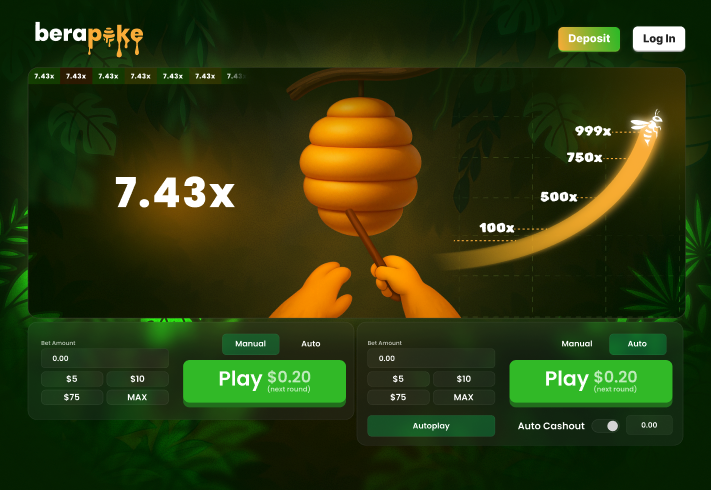 berapoke
Deposit Log In
7.43x 7.43x 7.43x 7.43x 7.43x 7.43x 7.43
999x
750x
7.43x
500x
100x
Bet Amount Manual Auto
0.00
$5 $10
Play $0.20
(next round)
$75 MAX
Bet Amount Manual Auto
0.00
$5 $10
Play $0.20
(next round)
$75 MAX
Autoplay Auto Cashout 0.00